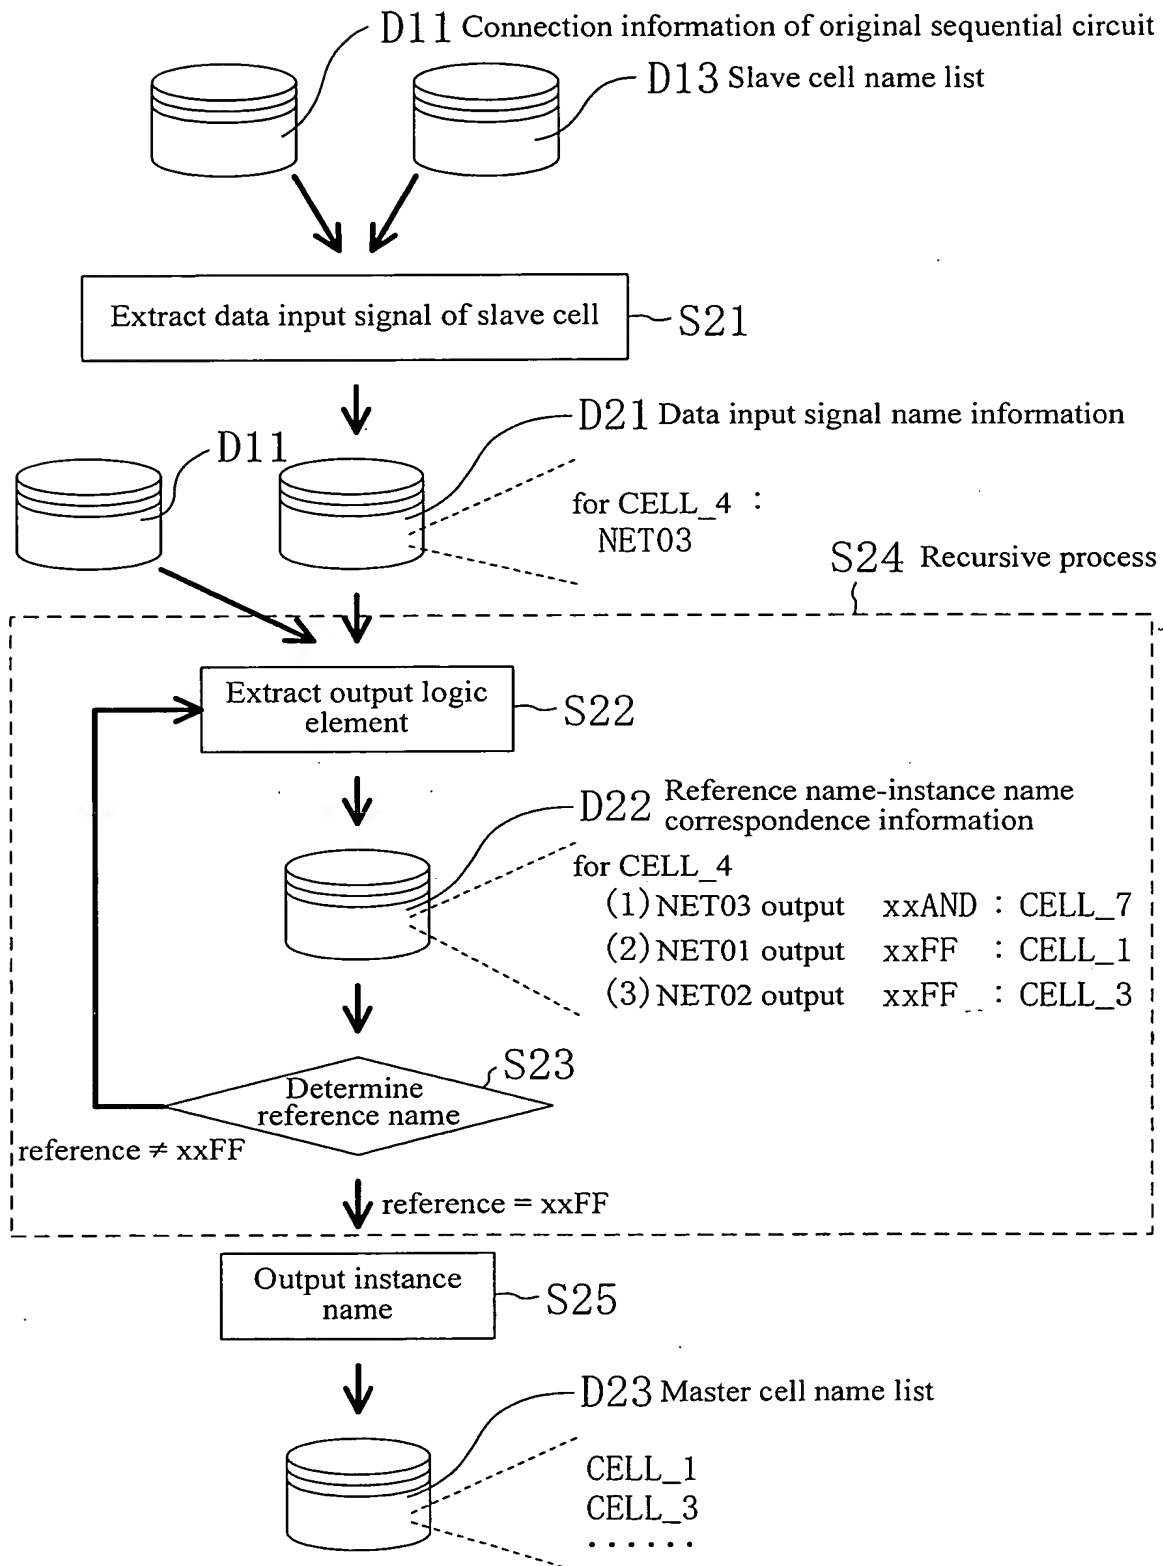 D11 Connection information of original sequential circuit
D13 Slave cell name list
Extract data input signal of slave cell
S21
D21 Data input signal name information
D11
for CELL_4 :
NET03
S24 Recursive process
Extract output logic
element
S22
D22 Reference name-instance name
correspondence information
for CELL_4
(1) NET03 output xxAND : CELL_7
(2) NET01 output xxFF : CELL_1
(3) NET02 output xxFF : CELL_3
S23
Determine
reference name
reference ≠ xxFF
reference = xxFF
Output instance
name
S25
D23 Master cell name list
CELL_1
CELL_3
......